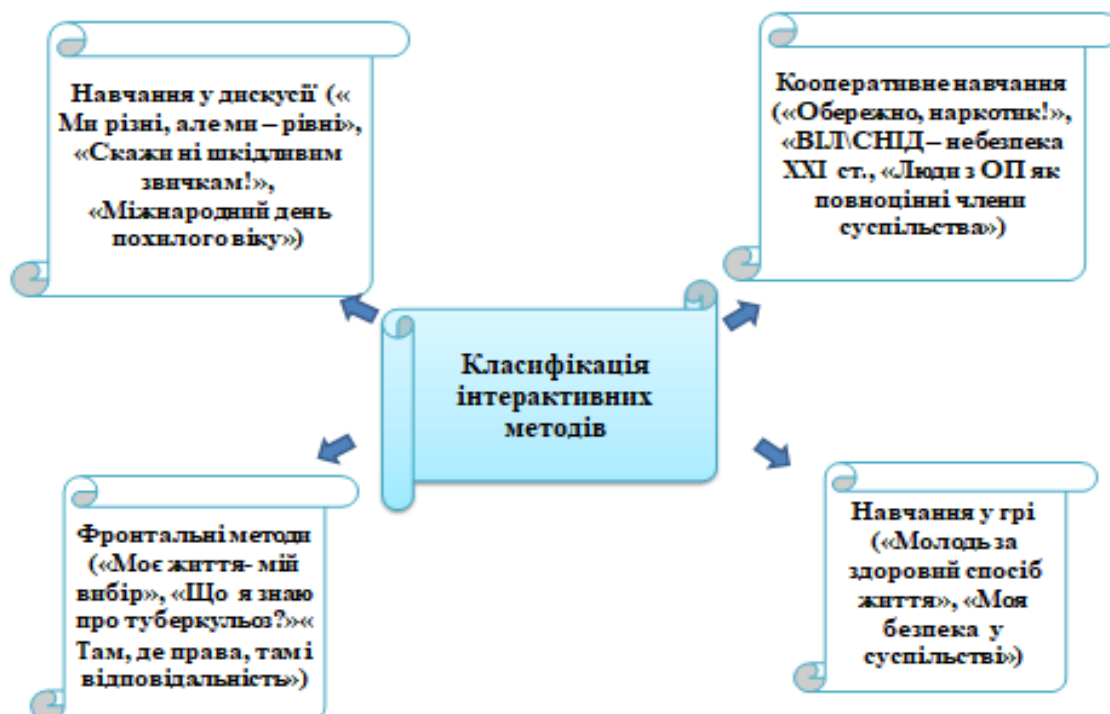 Навчання у дискусії («
Ми різні, але ми – рівні»,
«Скажи ні шкідливим
звичкам!»,
«Міжнародний день
похилого віку»)
Кооперативне навчання
(«Обережно, наркотик!»,
«ВІЛ\СНІД – небезпека
ХХІ ст., «Люди з ОП як
повноцінні члени
суспільства»)
Класифікація
інтерактивних
методів
Фронтальні методи
(«Моє життя- мій
вибір», «Що я знаю
про туберкульоз?»«
Там, де права, там і
відповідальність»)
Навчання у грі
(«Молодь за
здоровий спосіб
життя», «Моя
безпека у
суспільстві»)